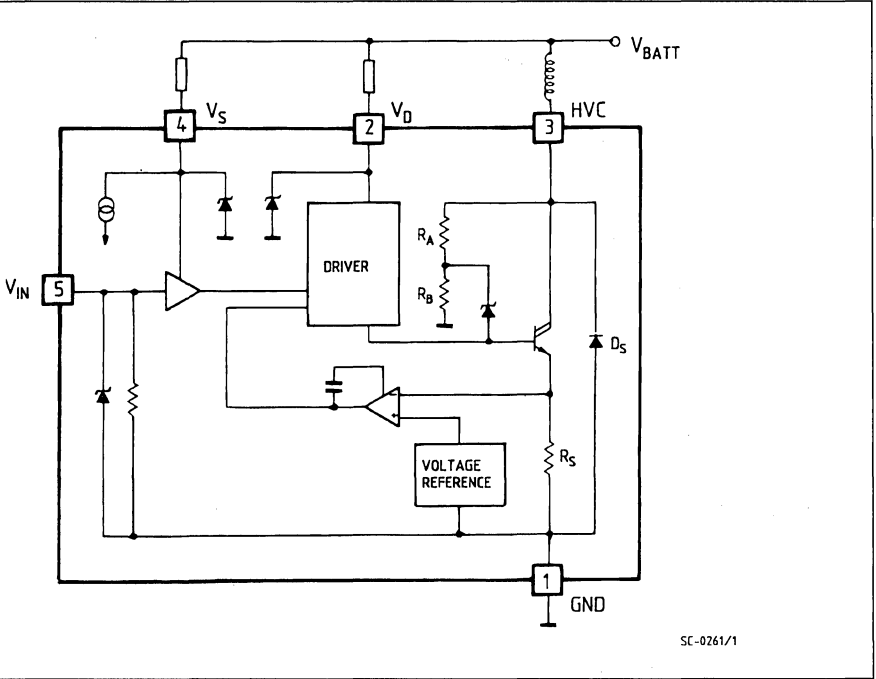 V_BATT
V_S
V_D
HVC
4
2
3
R_A
DRIVER
V_IN
5
R_B
D_S
- 
+
VOLTAGE
REFERENCE
R_S
1
GND
SC-0261/1